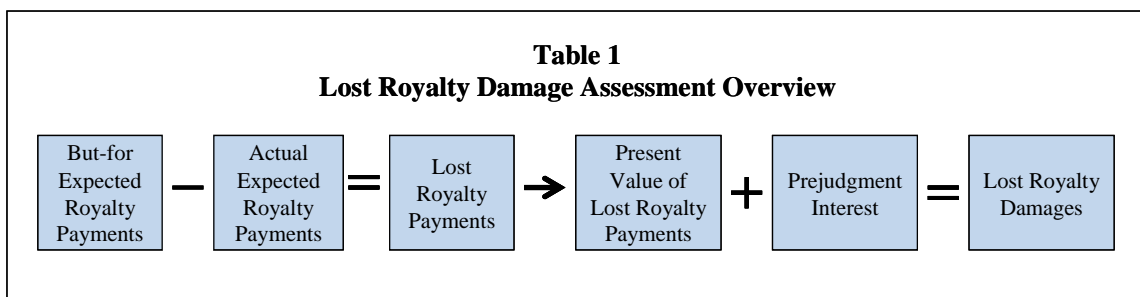 Table 1
Lost Royalty Damage Assessment Overview
But-for
Expected
Royalty
Payments
−
Actual
Expected
Royalty
Payments
=
Lost
Royalty
Payments
→
Present
Value of
Lost Royalty
Payments
+
Prejudgment
Interest
=
Lost Royalty
Damages